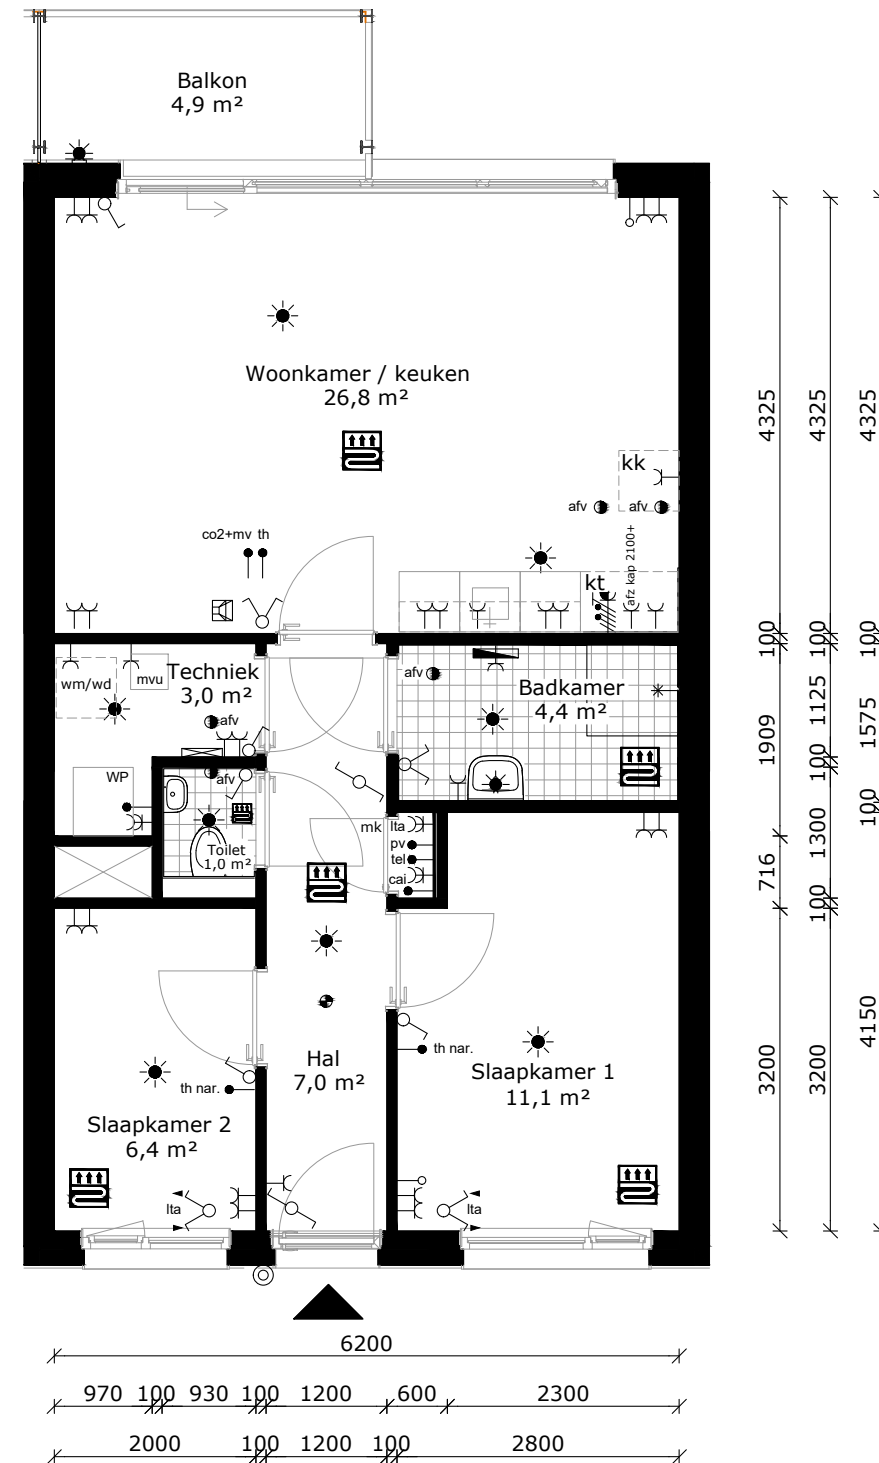 Balkon
4,9 m²
Woonkamer / keuken
26,8 m²
kk
afv
afv
afz kap 2100+
co2+mv th
kt
Techniek
3,0 m²
wm/wd
mvu
afv
WP
afv
Toilet
1,0 m²
afv
Badkamer
4,4 m²
mk
lta
pv
tel
cai
Hal
7,0 m²
th nar.
Slaapkamer 1
11,1 m²
th nar.
Slaapkamer 2
6,4 m²
lta
lta
4325
100
1909
716
3200
4325
100
1125
100
1300
100
3200
4325
100
1575
100
4150
6200
970 100 930 100 1200 600 2300
2000 100 1200 100 2800